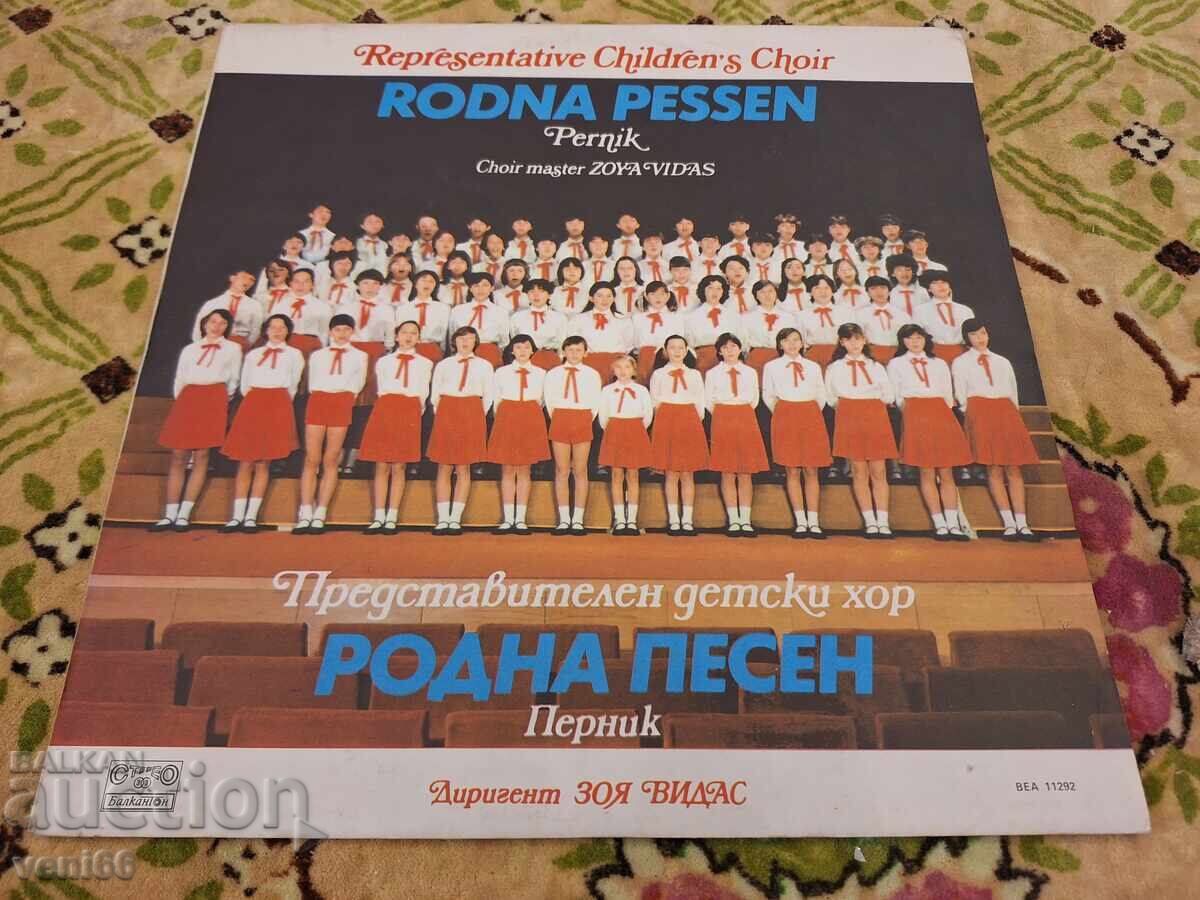 Representative Children's Choir
RODNA PESSEN
Pernik
Choir master ZOYA VIDAS
Представителен детски хор
РОДНА ПЕСЕН
Перник
СТЕРЕО
Балкантон
Диригент ЗОЯ ВИДАС
ВЕА 11292
BALKAN
auction
veni66